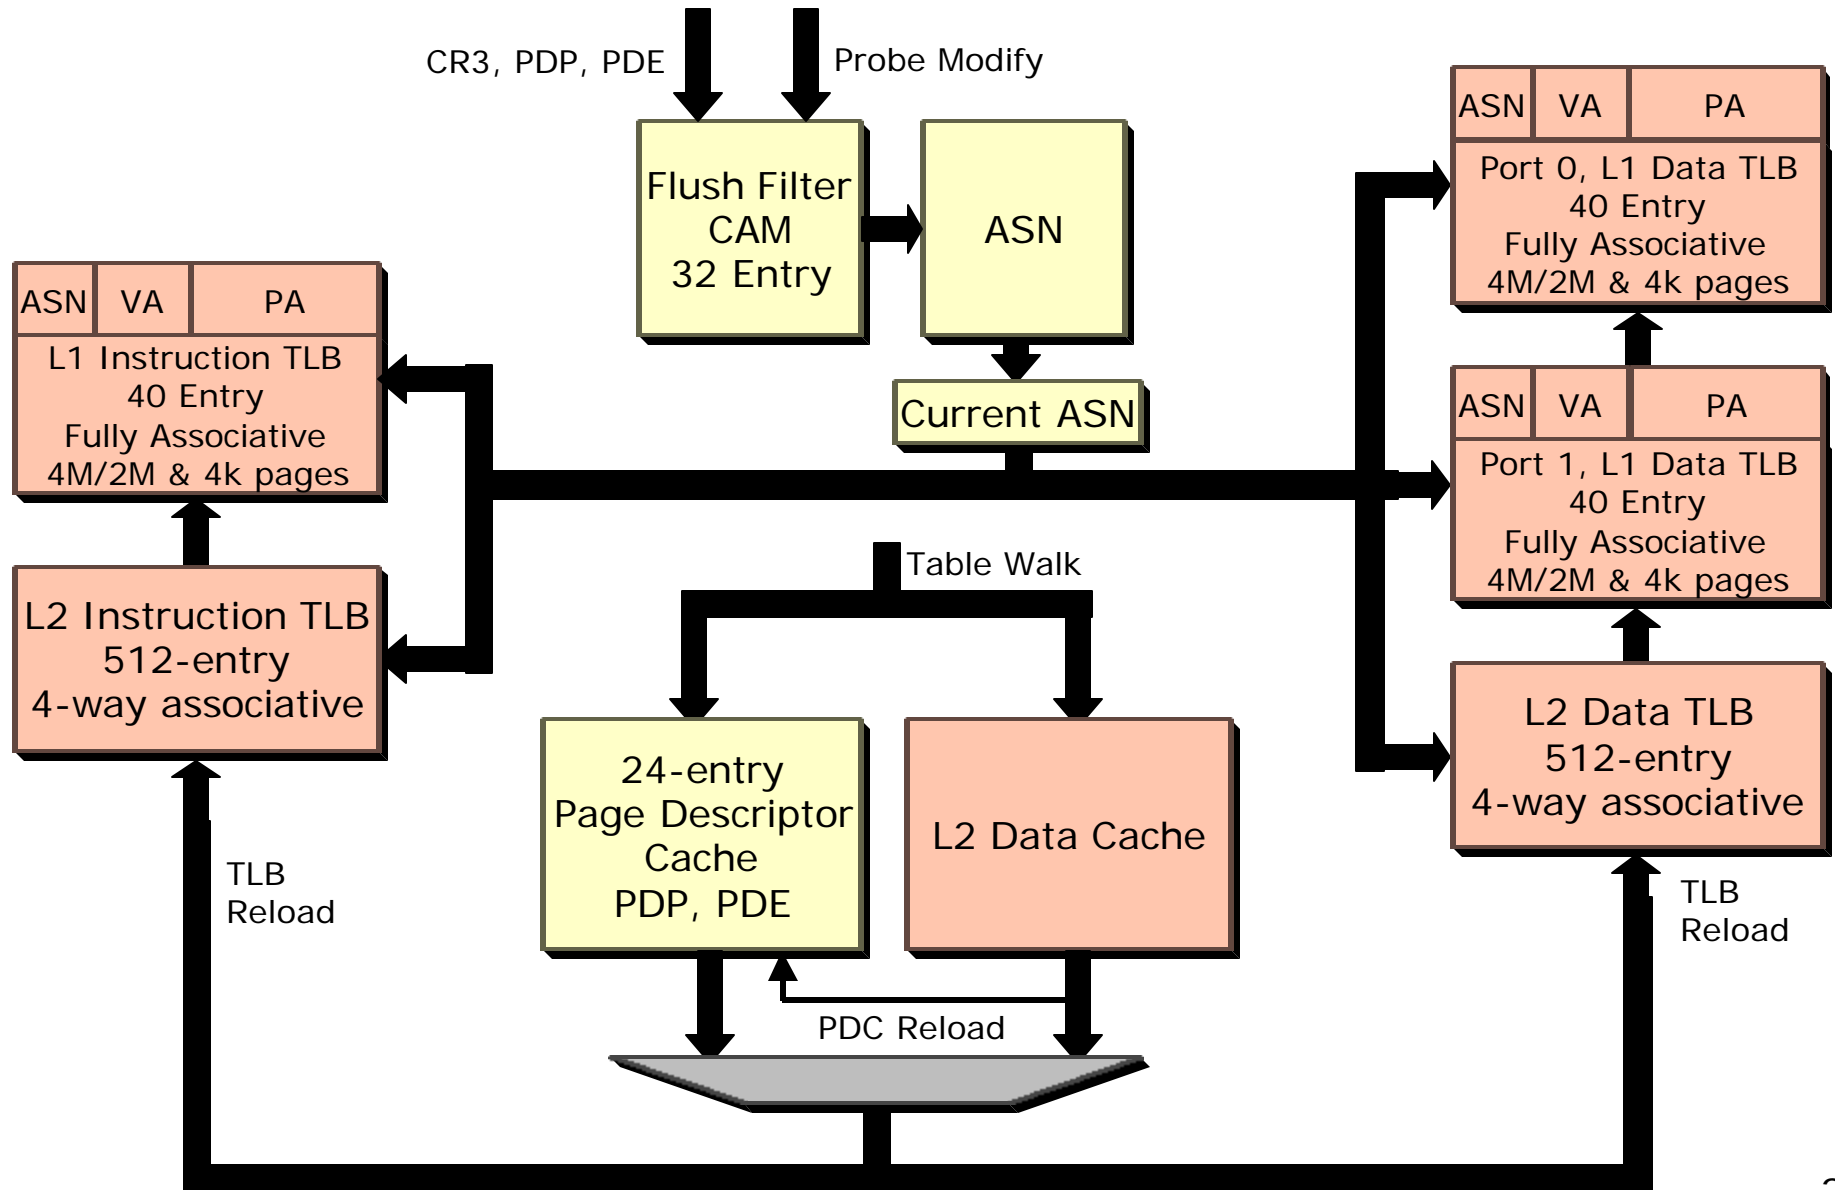 CR3, PDP, PDE
Probe Modify
Flush Filter
CAM
32 Entry
ASN
Current ASN
ASN VA PA
L1 Instruction TLB
40 Entry
Fully Associative
4M/2M & 4k pages
L2 Instruction TLB
512-entry
4-way associative
TLB
Reload
Table Walk
24-entry
Page Descriptor
Cache
PDP, PDE
L2 Data Cache
PDC Reload
ASN VA PA
Port 0, L1 Data TLB
40 Entry
Fully Associative
4M/2M & 4k pages
ASN VA PA
Port 1, L1 Data TLB
40 Entry
Fully Associative
4M/2M & 4k pages
L2 Data TLB
512-entry
4-way associative
TLB
Reload